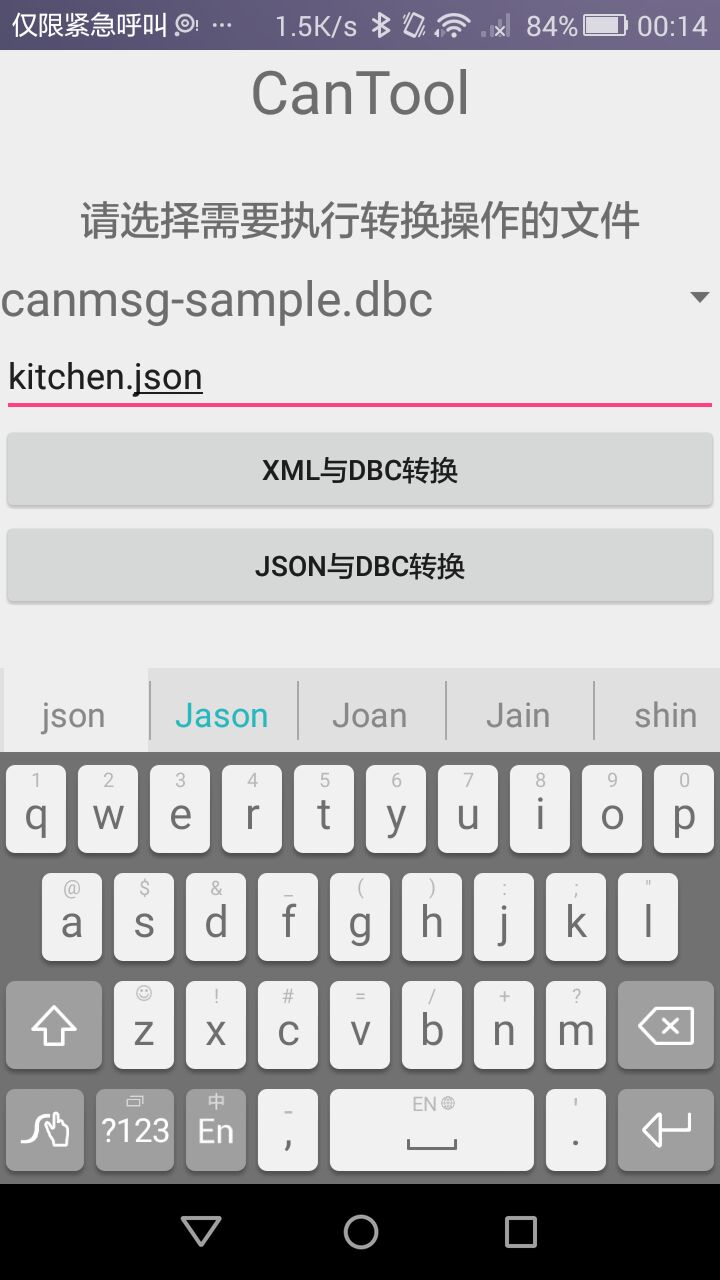 仅限紧急呼叫 ··· 1.5K/s 84% 00:14
CanTool
请选择需要执行转换操作的文件
canmsg-sample.dbc
kitchen.json
XML与DBC转换
JSON与DBC转换
json Jason Joan Jain shin
1 2 3 4 5 6 7 8 9 0
q w e r t y u i o p
@ $ & _ ( ) : ; "
a s d f g h j k l
! # = / + ?
z x c v b n m
中 - EN '
?123 En , .